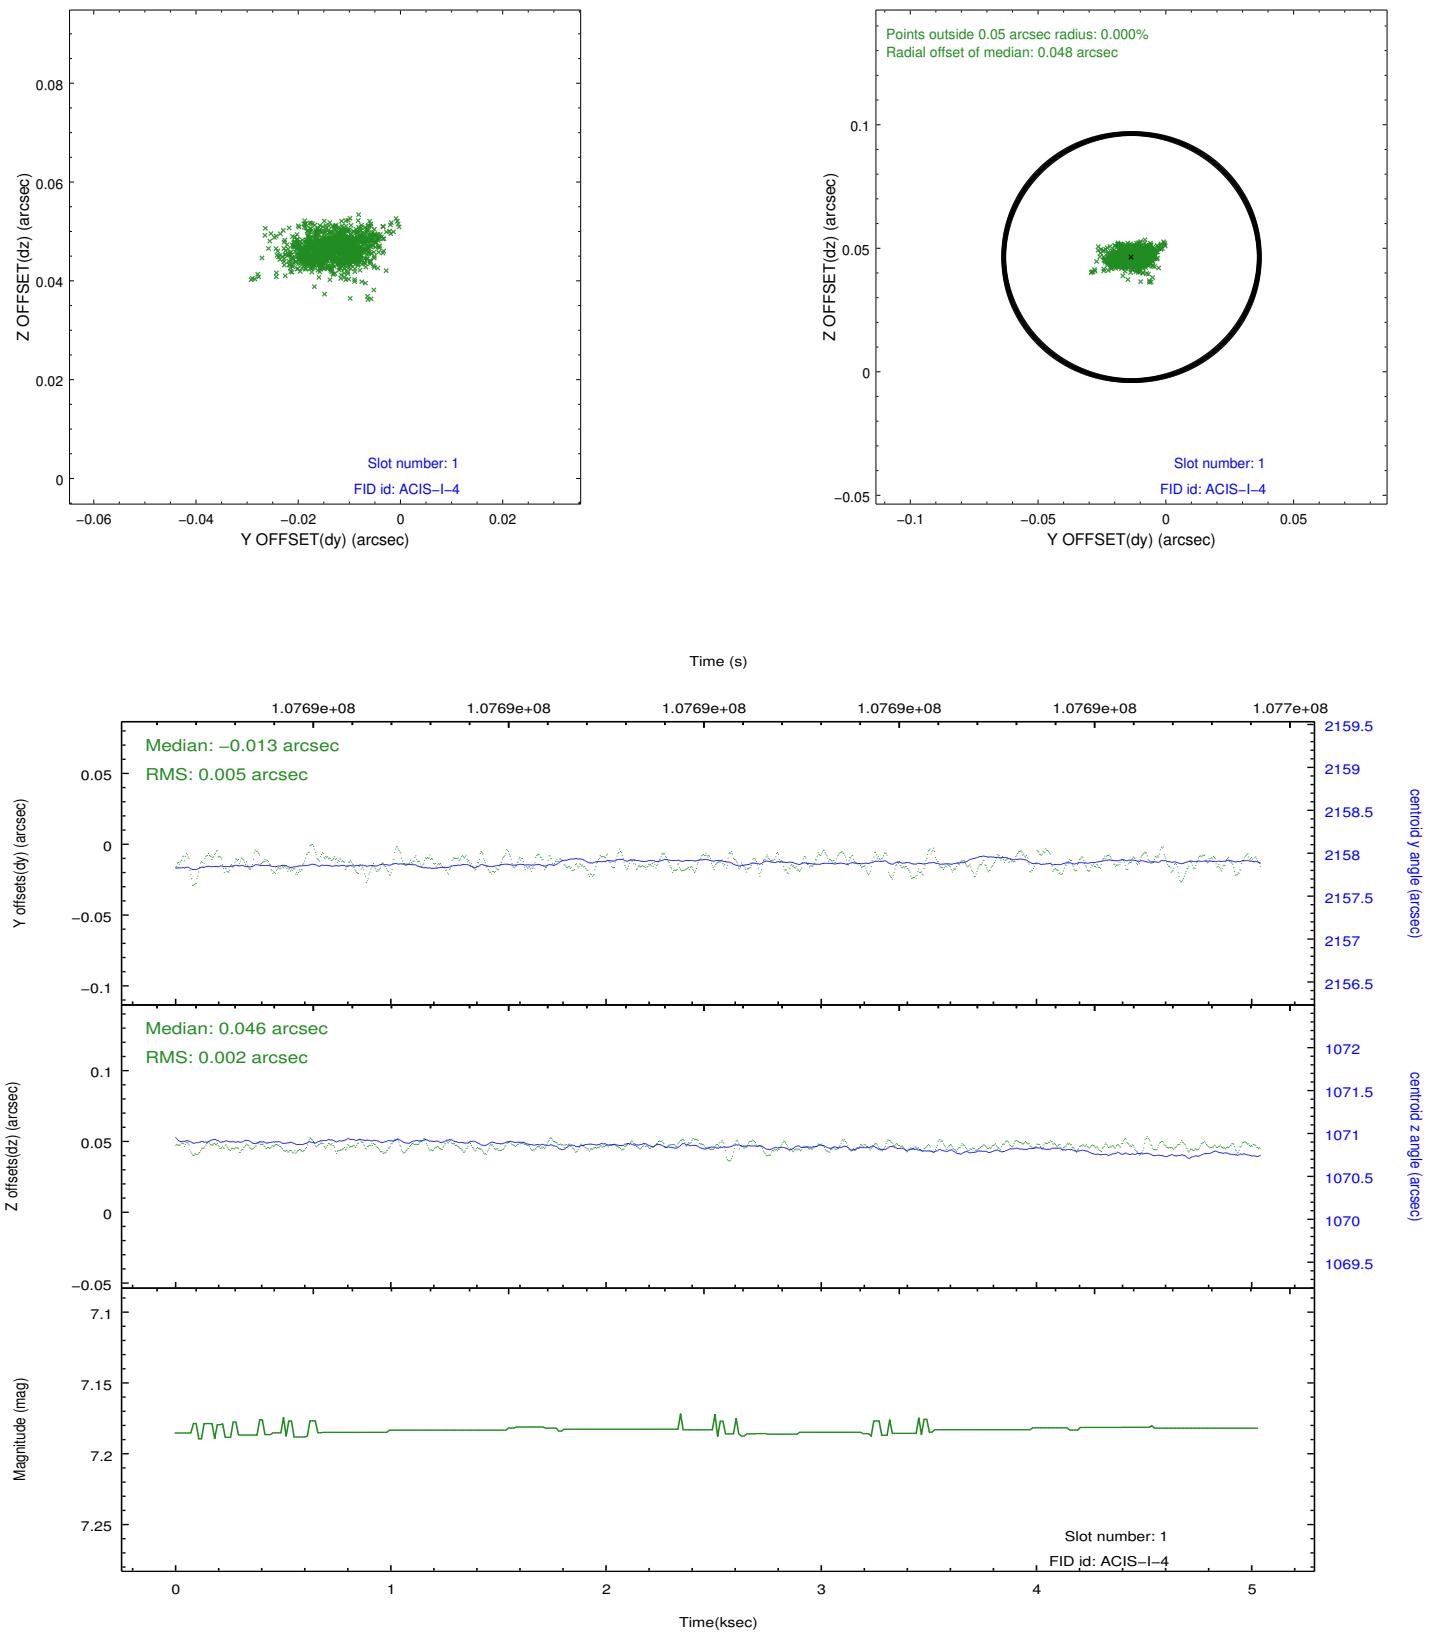 0.08
0.06
0.04
0.02
0
Z OFFSET(dz) (arcsec)
Slot number: 1
FID id: ACIS−I−4
−0.06
−0.04
−0.02
0
0.02
Y OFFSET(dy) (arcsec)
Points outside 0.05 arcsec radius: 0.000%
Radial offset of median: 0.048 arcsec
0.1
0.05
0
−0.05
Z OFFSET(dz) (arcsec)
Slot number: 1
FID id: ACIS−I−4
−0.1
−0.05
0
0.05
Y OFFSET(dy) (arcsec)
Time (s)
1.0769e+08
1.0769e+08
1.0769e+08
1.0769e+08
1.0769e+08
1.077e+08
Median: −0.013 arcsec
RMS: 0.005 arcsec
0.05
0
−0.05
−0.1
Y offsets(dy) (arcsec)
2159.5
2159
2158.5
2158
2157.5
2157
2156.5
centroid y angle (arcsec)
Median: 0.046 arcsec
RMS: 0.002 arcsec
0.1
0.05
0
−0.05
Z offsets(dz) (arcsec)
1072
1071.5
1071
1070.5
1070
1069.5
centroid z angle (arcsec)
7.1
7.15
7.2
7.25
Magnitude (mag)
Slot number: 1
FID id: ACIS−I−4
0
1
2
3
4
5
Time(ksec)